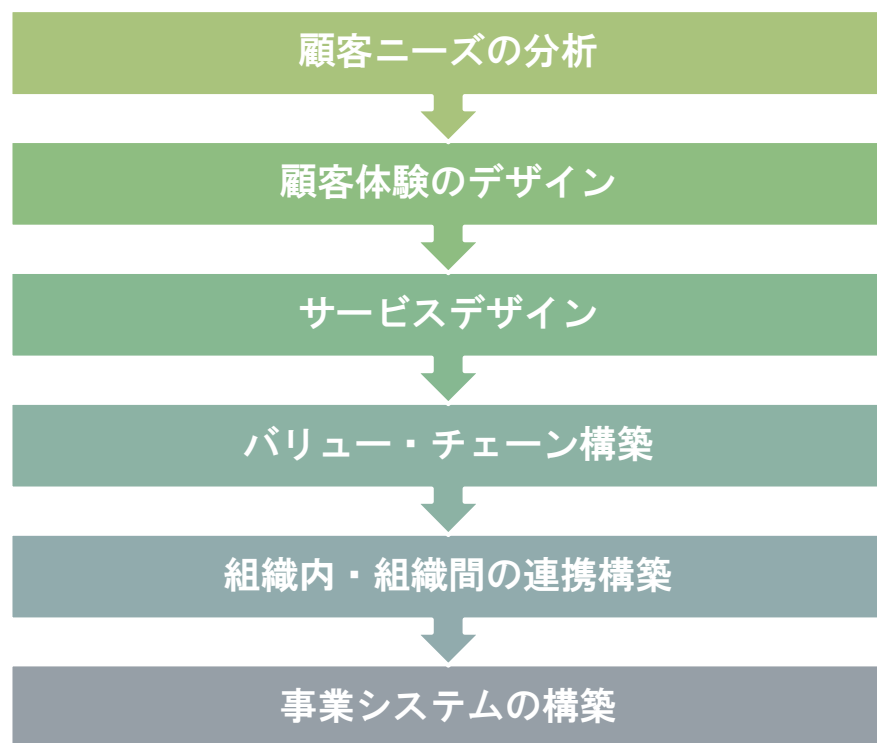 顧客ニーズの分析
顧客体験のデザイン
サービスデザイン
バリュー・チェーン構築
組織内・組織間の連携構築
事業システムの構築